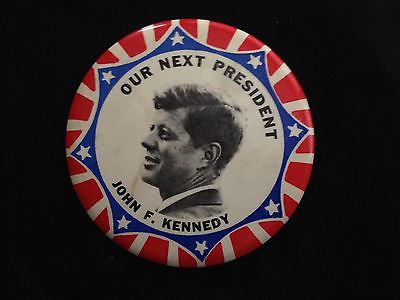 OUR NEXT PRESIDENT
JOHN F. KENNEDY